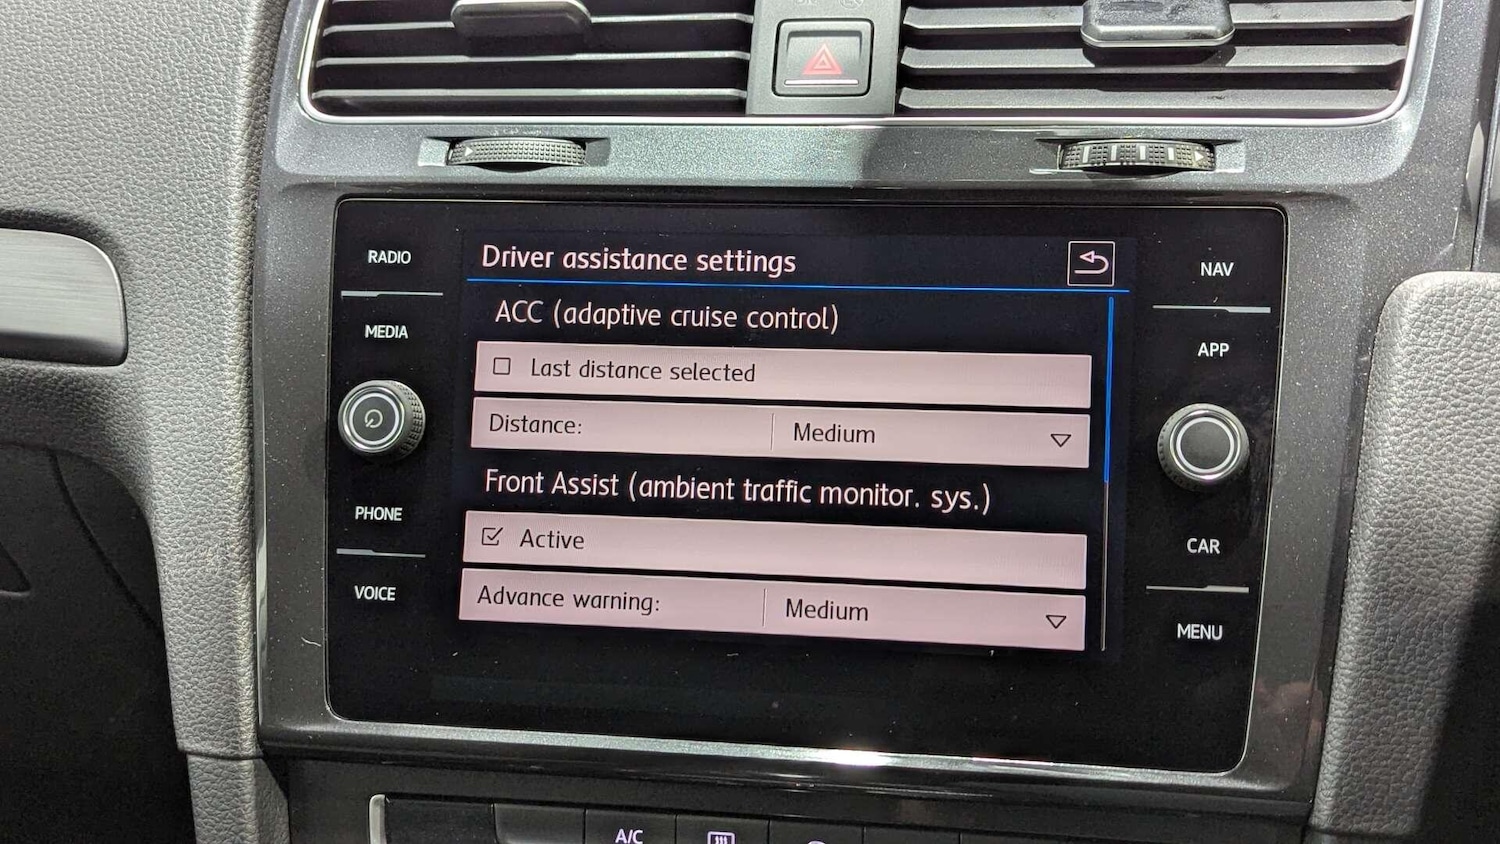 RADIO
MEDIA
PHONE
VOICE
Driver assistance settings
ACC (adaptive cruise control)
Last distance selected
Distance: Medium
Front Assist (ambient traffic monitor. sys.)
Active
Advance warning: Medium
NAV
APP
CAR
MENU
A/C